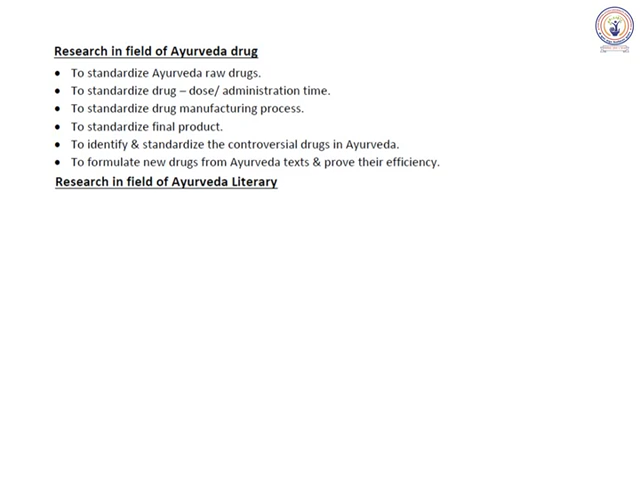 Research in field of Ayurveda drug
• To standardize Ayurveda raw drugs.
• To standardize drug – dose/ administration time.
• To standardize drug manufacturing process.
• To standardize final product.
• To identify & standardize the controversial drugs in Ayurveda.
• To formulate new drugs from Ayurveda texts & prove their efficiency.
Research in field of Ayurveda Literary